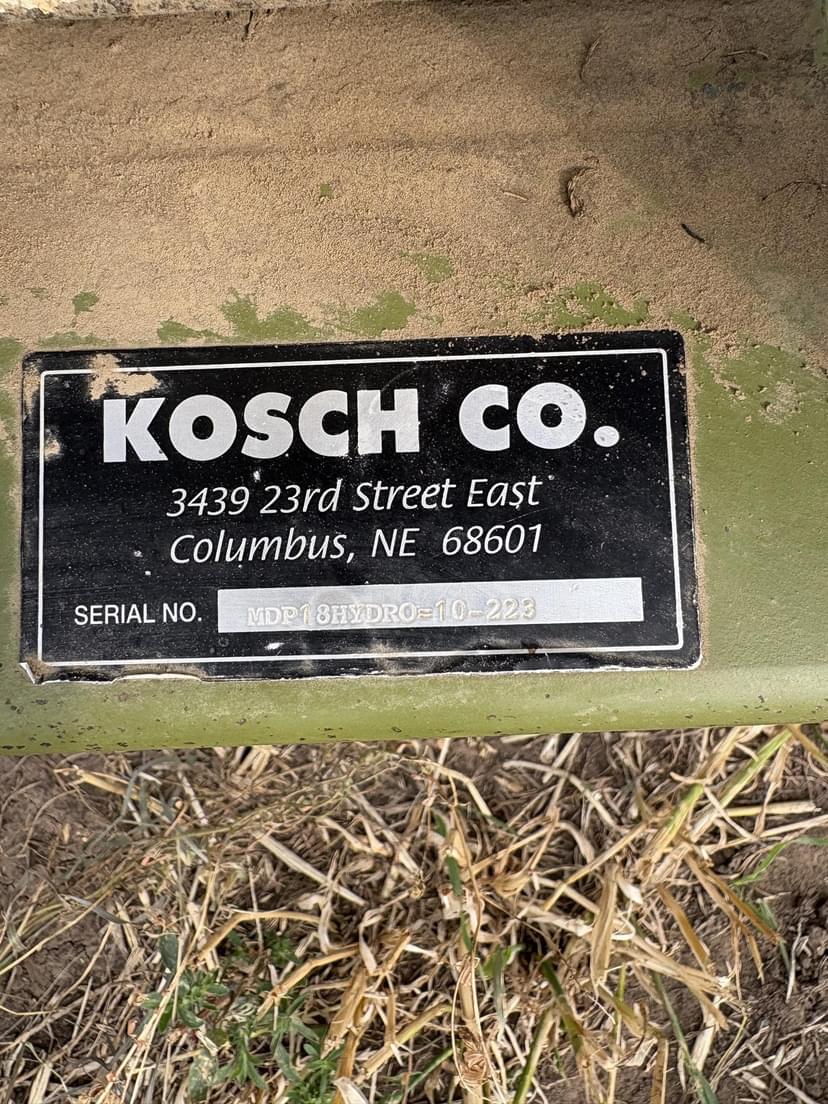 KOSCH CO.
3439 23rd Street East
Columbus, NE 68601
SERIAL NO. MDP18HYDRO=10-223